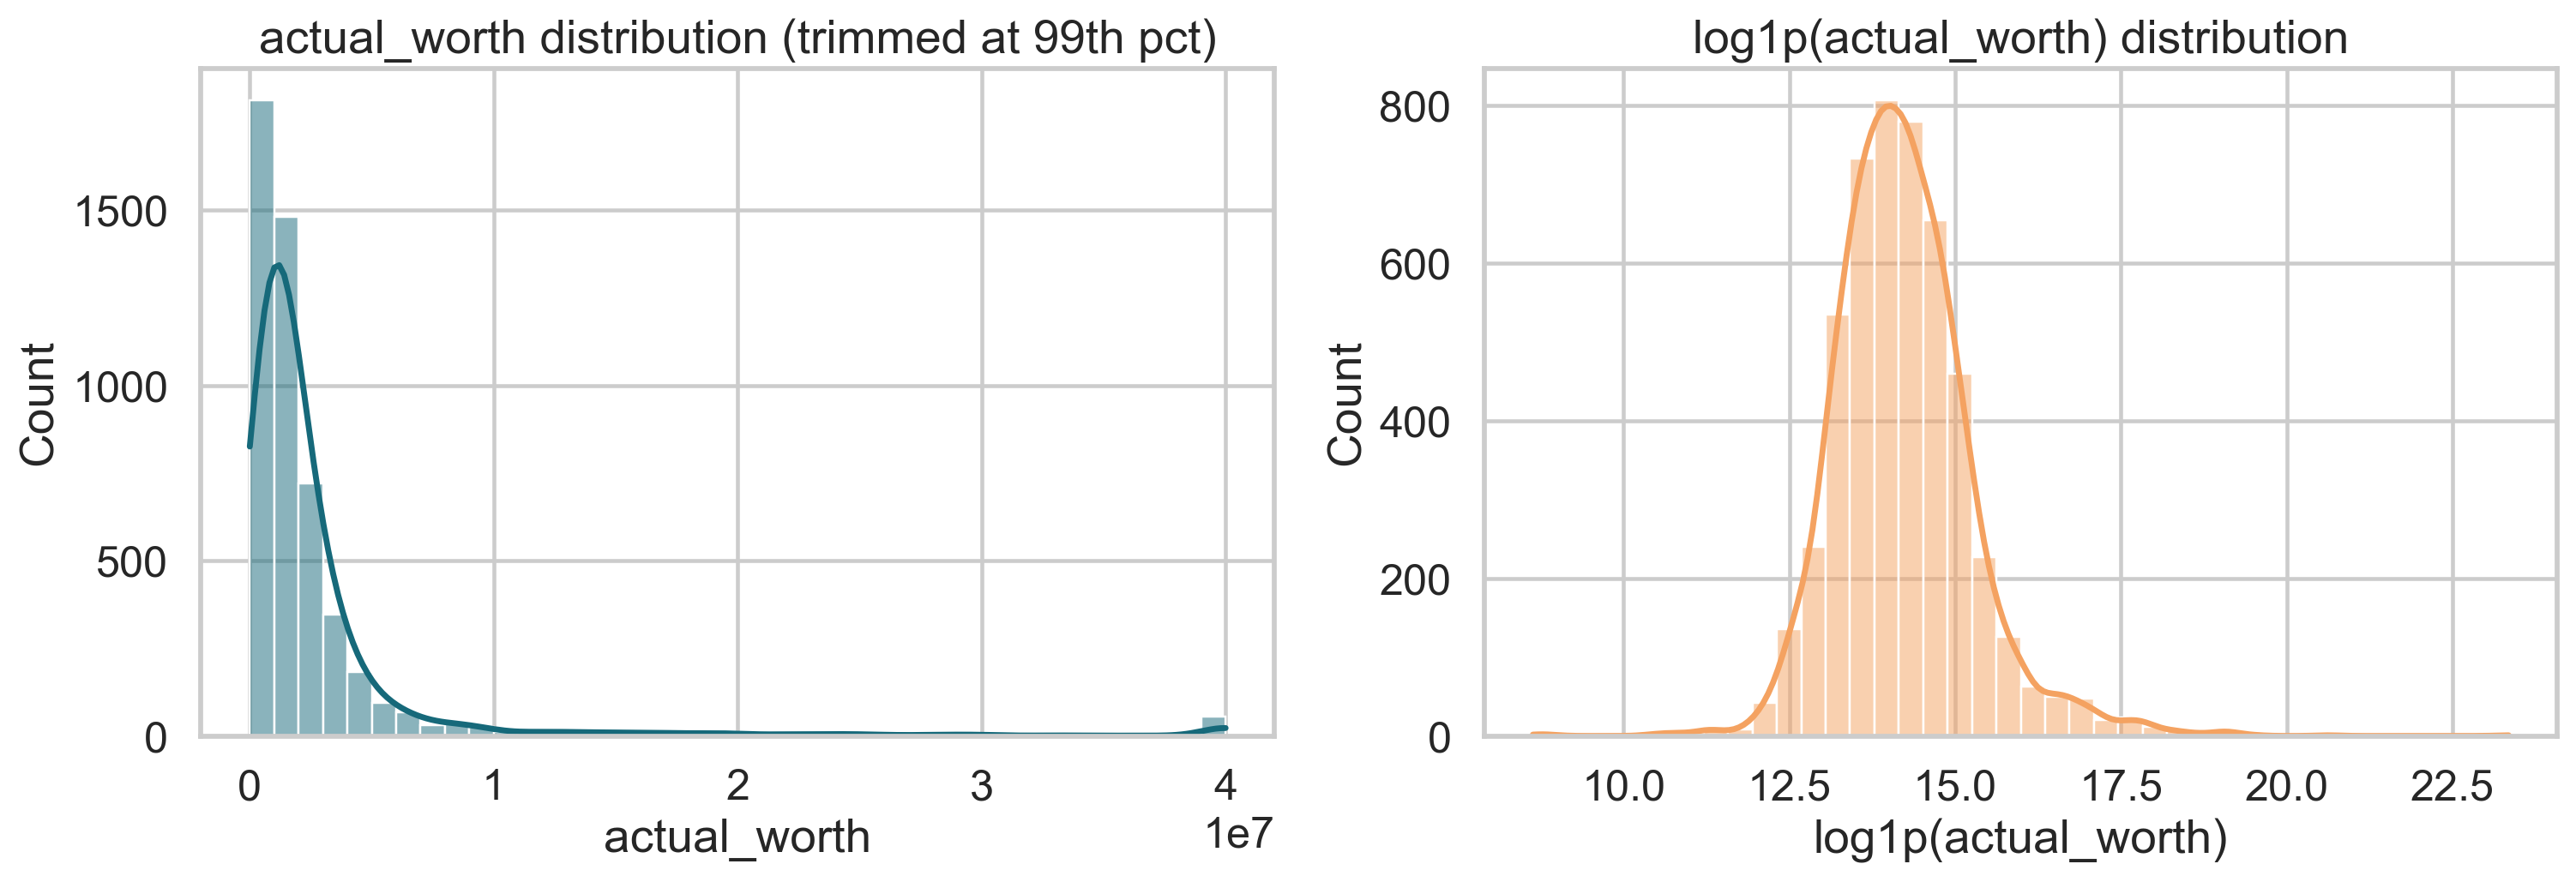 actual_worth distribution (trimmed at 99th pct)
Count
1500
1000
500
0
0 1 2 3 4
1e7
actual_worth
log1p(actual_worth) distribution
Count
800
600
400
200
0
10.0 12.5 15.0 17.5 20.0 22.5
log1p(actual_worth)